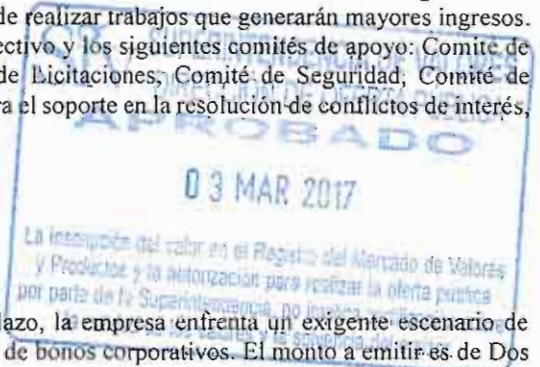 de realizar trabajos que generarán mayores ingresos.
ectivo y los siguientes comités de apoyo: Comité de
de Licitaciones, Comité de Seguridad, Comité de
ra el soporte en la resolución de conflictos de interés,
SUPERINTENDENCIA DE VALORES
APROBADO
03 MAR 2017
La inscripción del valor en el Registro del Mercado de Valores
y Productos y la autorización para realizar la oferta pública
por parte de la Superintendencia, no implica
lazo, la empresa enfrenta un exigente escenario de
de bonos corporativos. El monto a emitir es de Dos